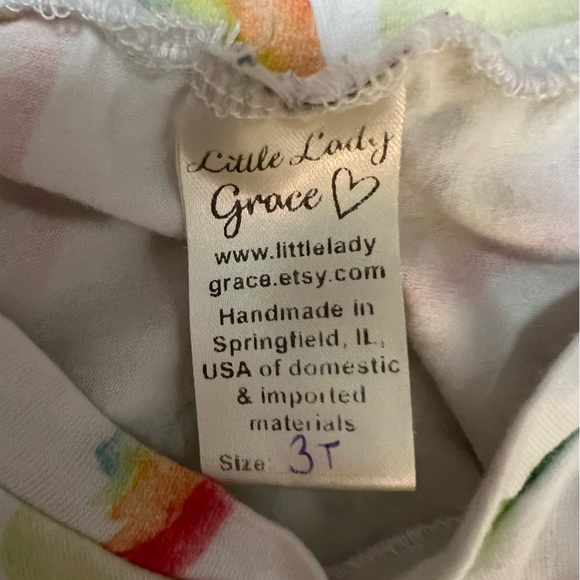 Little Lady
Grace ♡
www.littlelady
grace.etsy.com
Handmade in
Springfield, IL,
USA of domestic
& imported
materials
Size: 3T